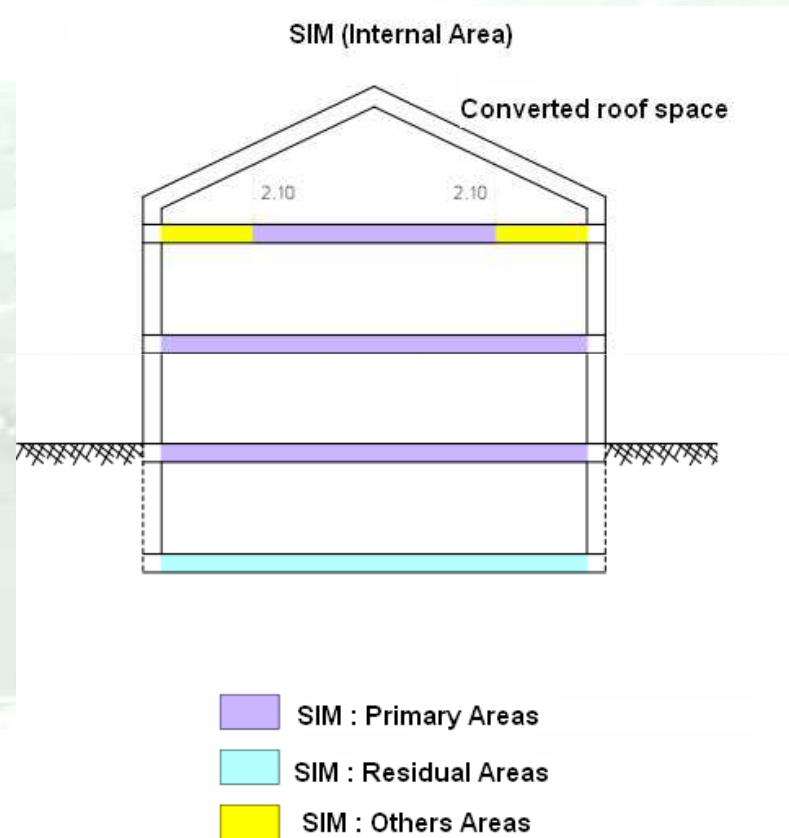 SIM (Internal Area)
Converted roof space
2.10 2.10
SIM : Primary Areas
SIM : Residual Areas
SIM : Others Areas